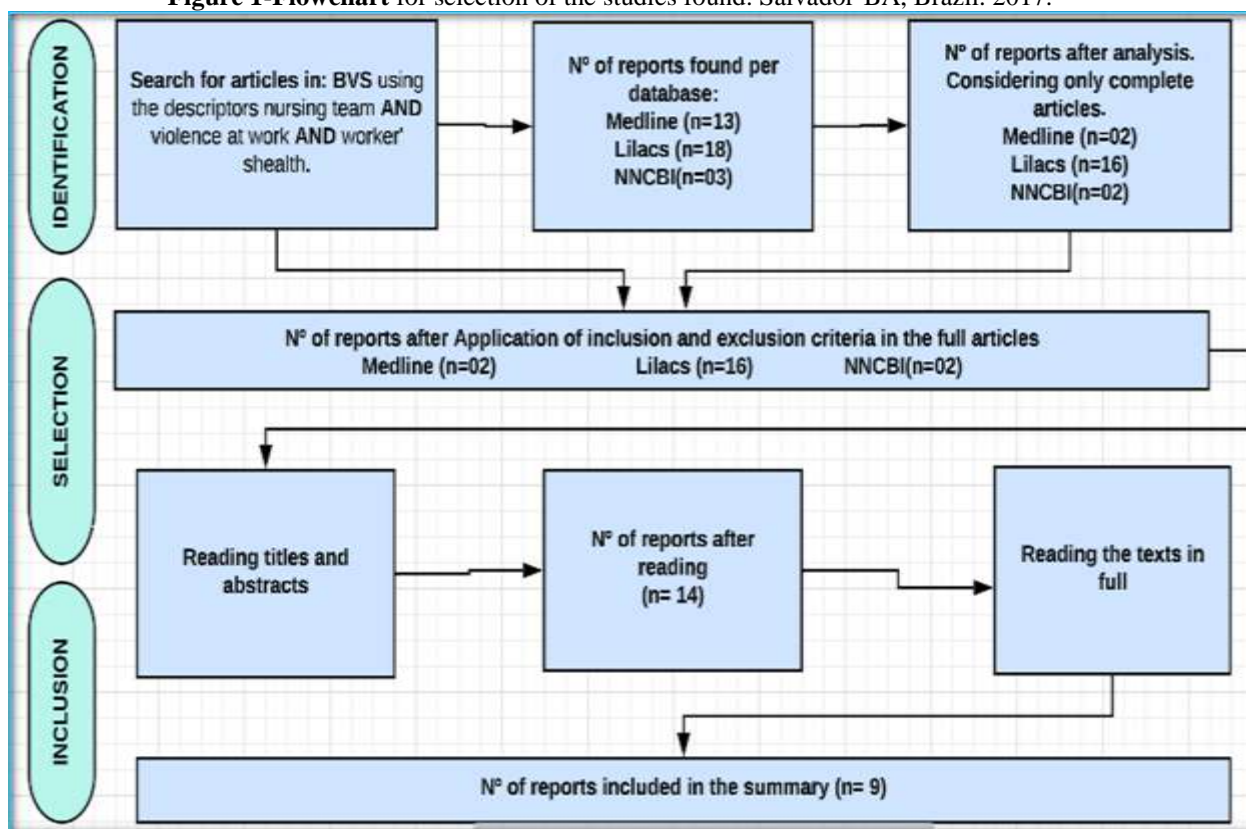 Figure 1-Flowchart for selection of the studies found. Salvador-BA, Brazil. 2017.
IDENTIFICATION
Search for articles in: BVS using
the descriptors nursing team AND
violence at work AND worker'
shealth.
Nº of reports found per
database:
Medline (n=13)
Lilacs (n=18)
NNCBI(n=03)
Nº of reports after analysis.
Considering only complete
articles.
Medline (n=02)
Lilacs (n=16)
NNCBI(n=02)
SELECTION
Nº of reports after Application of inclusion and exclusion criteria in the full articles
Medline (n=02) Lilacs (n=16) NNCBI(n=02)
Reading titles and
abstracts
Nº of reports after
reading
(n= 14)
Reading the texts in
full
INCLUSION
Nº of reports included in the summary (n= 9)